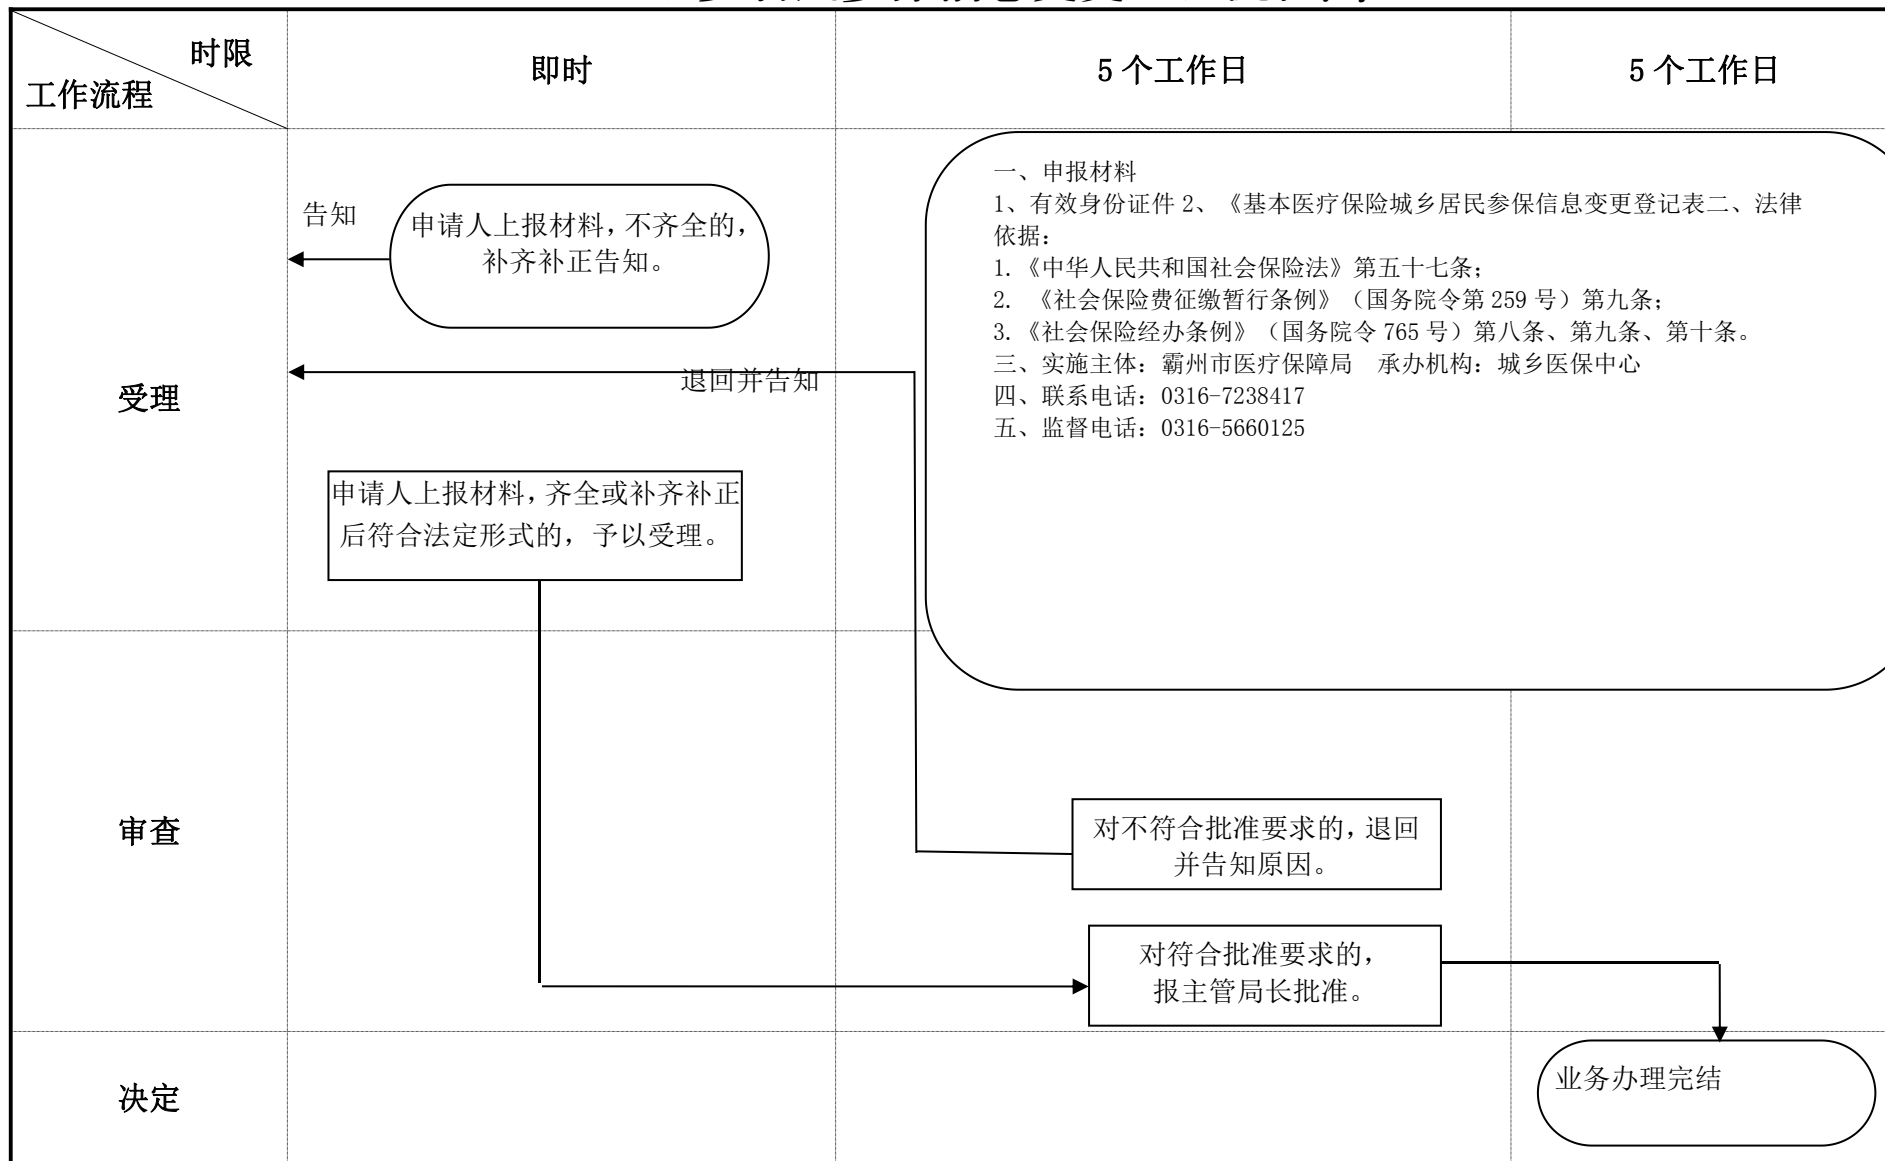 时限
工作流程
即时
5 个工作日
5 个工作日
告知
申请人上报材料，不齐全的，
补齐补正告知。
一、申报材料
1、有效身份证件 2、《基本医疗保险城乡居民参保信息变更登记表二、法律
依据：
1.《中华人民共和国社会保险法》第五十七条；
2. 《社会保险费征缴暂行条例》（国务院令第 259 号）第九条；
3.《社会保险经办条例》（国务院令 765 号）第八条、第九条、第十条。
三、实施主体：霸州市医疗保障局　承办机构：城乡医保中心
四、联系电话：0316-7238417
五、监督电话：0316-5660125
退回并告知
受理
申请人上报材料，齐全或补齐补正
后符合法定形式的，予以受理。
审查
对不符合批准要求的，退回
并告知原因。
对符合批准要求的，
报主管局长批准。
决定
业务办理完结